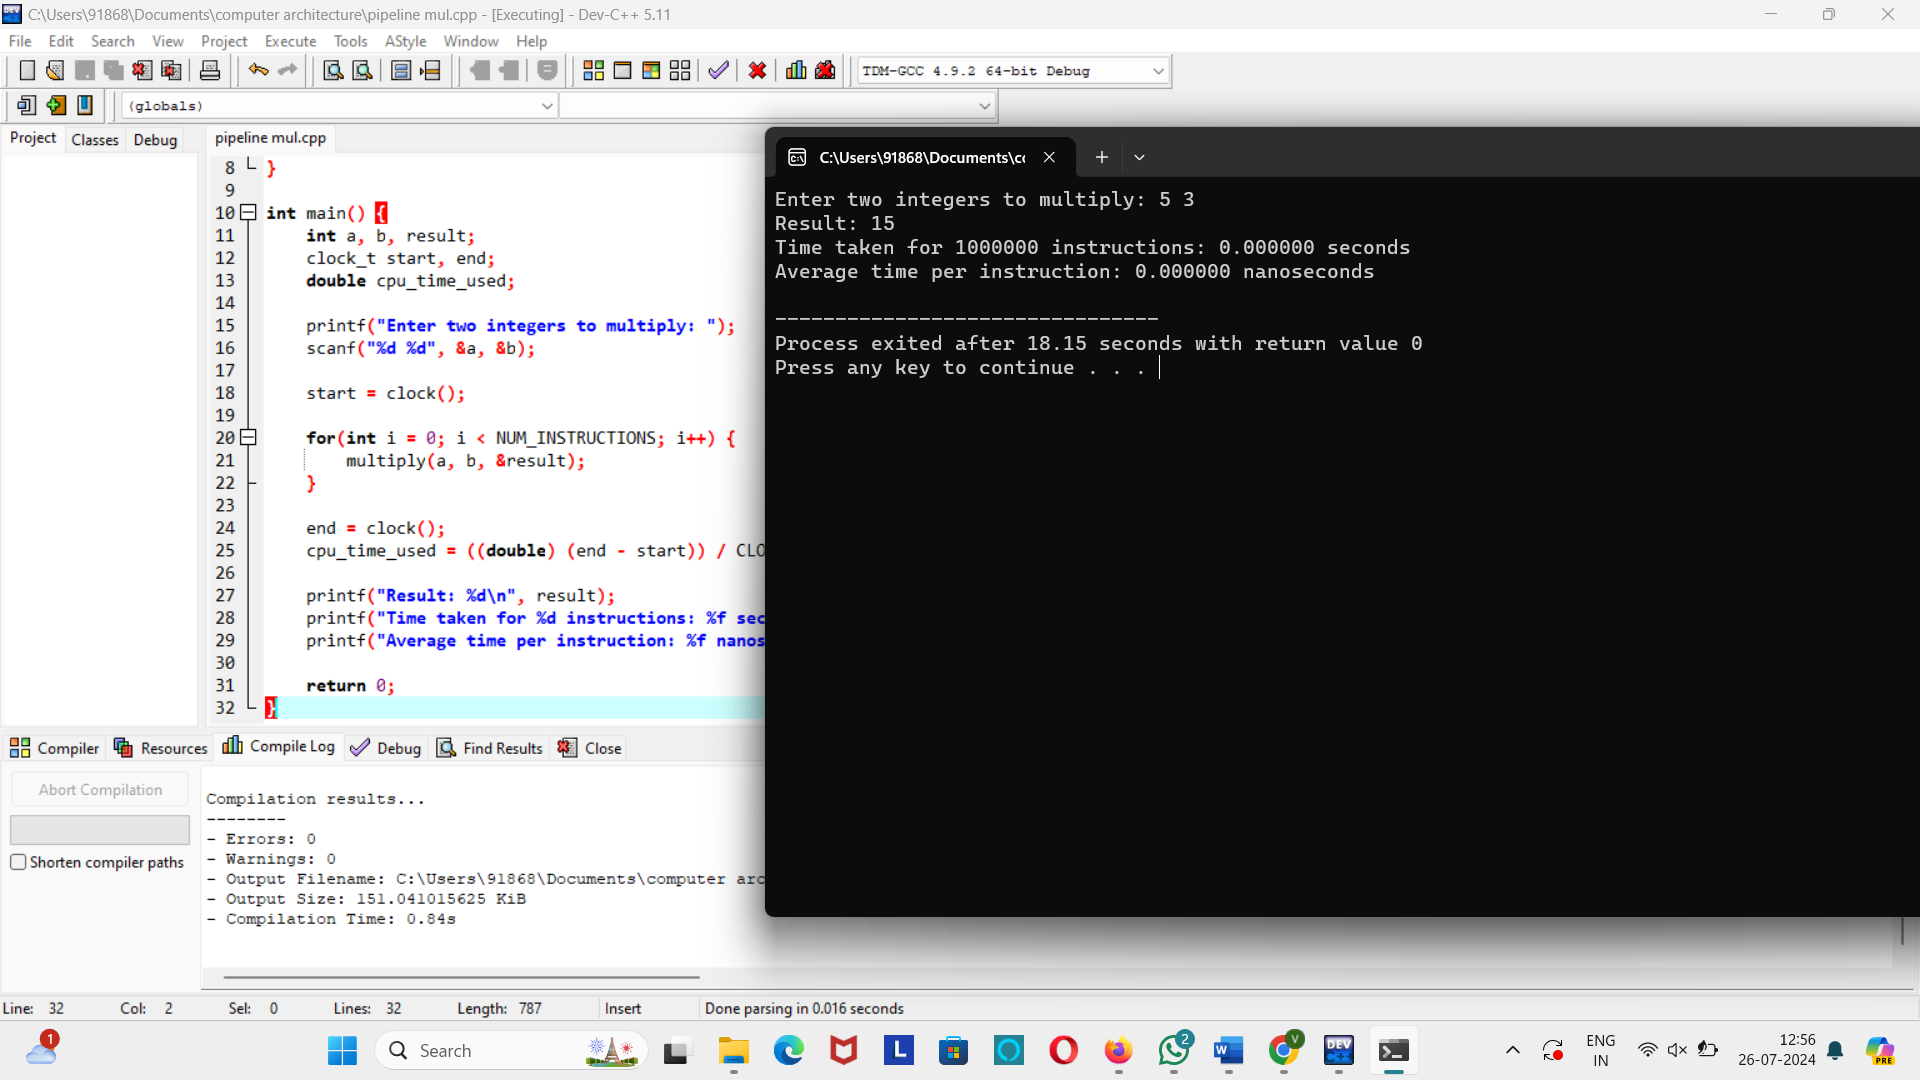 C:\Users\91868\Documents\computer architecture\pipeline mul.cpp - [Executing] - Dev-C++ 5.11
File Edit Search View Project Execute Tools AStyle Window Help
TDM-GCC 4.9.2 64-bit Debug
(globals)
Project Classes Debug
pipeline mul.cpp
8 }
9
10 int main() {
11 int a, b, result;
12 clock_t start, end;
13 double cpu_time_used;
14
15 printf("Enter two integers to multiply: ");
16 scanf("%d %d", &a, &b);
17
18 start = clock();
19
20 for(int i = 0; i < NUM_INSTRUCTIONS; i++) {
21 multiply(a, b, &result);
22 }
23
24 end = clock();
25 cpu_time_used = ((double) (end - start)) / CLO
26
27 printf("Result: %d\n", result);
28 printf("Time taken for %d instructions: %f sec
29 printf("Average time per instruction: %f nanos
30
31 return 0;
32 }
C:\Users\91868\Documents\cc
Enter two integers to multiply: 5 3
Result: 15
Time taken for 1000000 instructions: 0.000000 seconds
Average time per instruction: 0.000000 nanoseconds
--------------------------------
Process exited after 18.15 seconds with return value 0
Press any key to continue . . .
Compiler Resources Compile Log Debug Find Results Close
Abort Compilation
Shorten compiler paths
Compilation results...
--------
- Errors: 0
- Warnings: 0
- Output Filename: C:\Users\91868\Documents\computer arc
- Output Size: 151.041015625 KiB
- Compilation Time: 0.84s
Line: 32 Col: 2 Sel: 0 Lines: 32 Length: 787 Insert Done parsing in 0.016 seconds
1
Search
L
2
W
V
DEV
C++
ENG
IN
12:56
26-07-2024
PRE